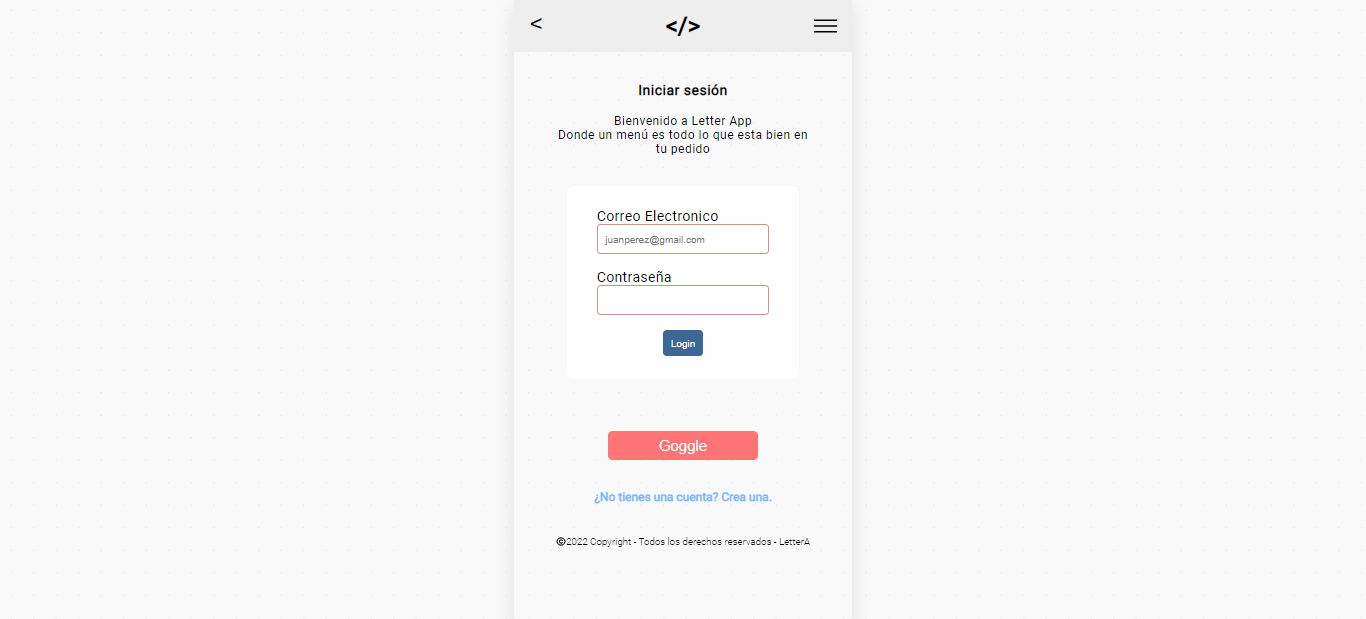 <
</>
Iniciar sesión
Bienvenido a Letter App
Donde un menú es todo lo que esta bien en
tu pedido
Correo Electronico
juanperez@gmail.com
Contraseña
Login
Goggle
¿No tienes una cuenta? Crea una.
©2022 Copyright - Todos los derechos reservados - LetterA